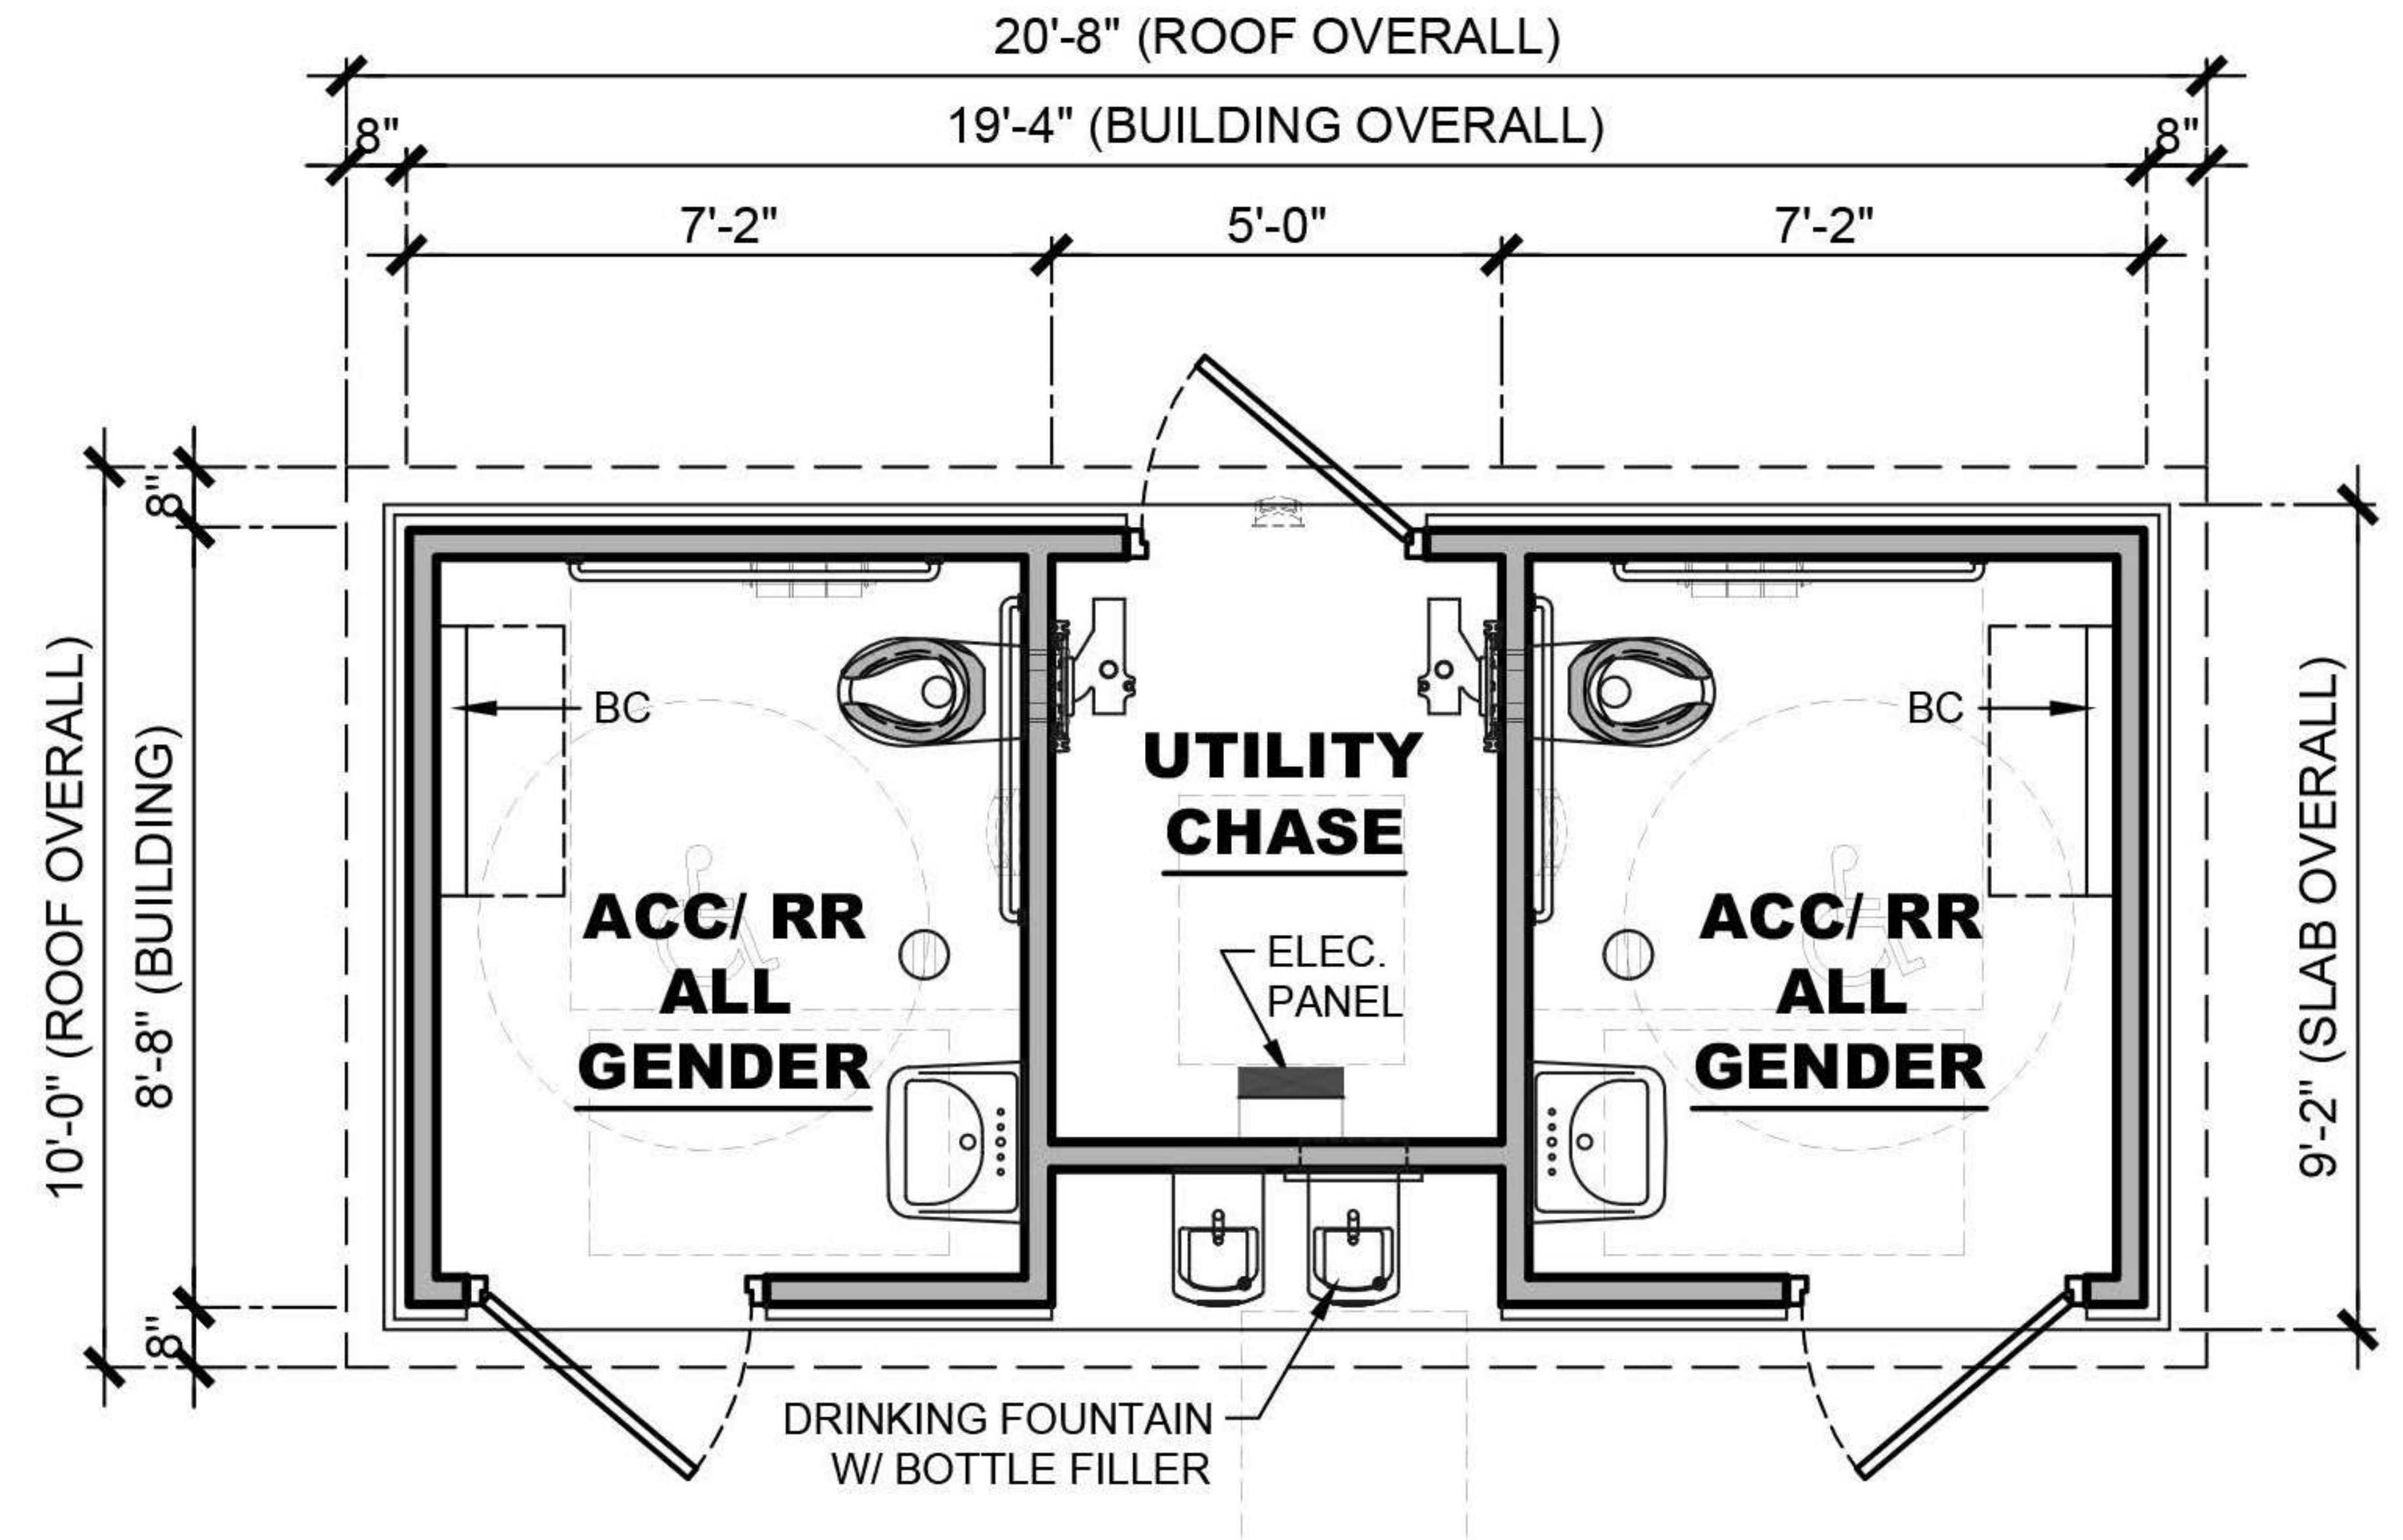 20'-8" (ROOF OVERALL)
8"
19'-4" (BUILDING OVERALL)
8"
7'-2"
5'-0"
7'-2"
10'-0" (ROOF OVERALL)
8"
8'-8" (BUILDING)
8"
9'-2" (SLAB OVERALL)
BC
BC
UTILITY
CHASE
ACC/ RR
ALL
GENDER
ELEC.
PANEL
ACC/ RR
ALL
GENDER
DRINKING FOUNTAIN
W/ BOTTLE FILLER